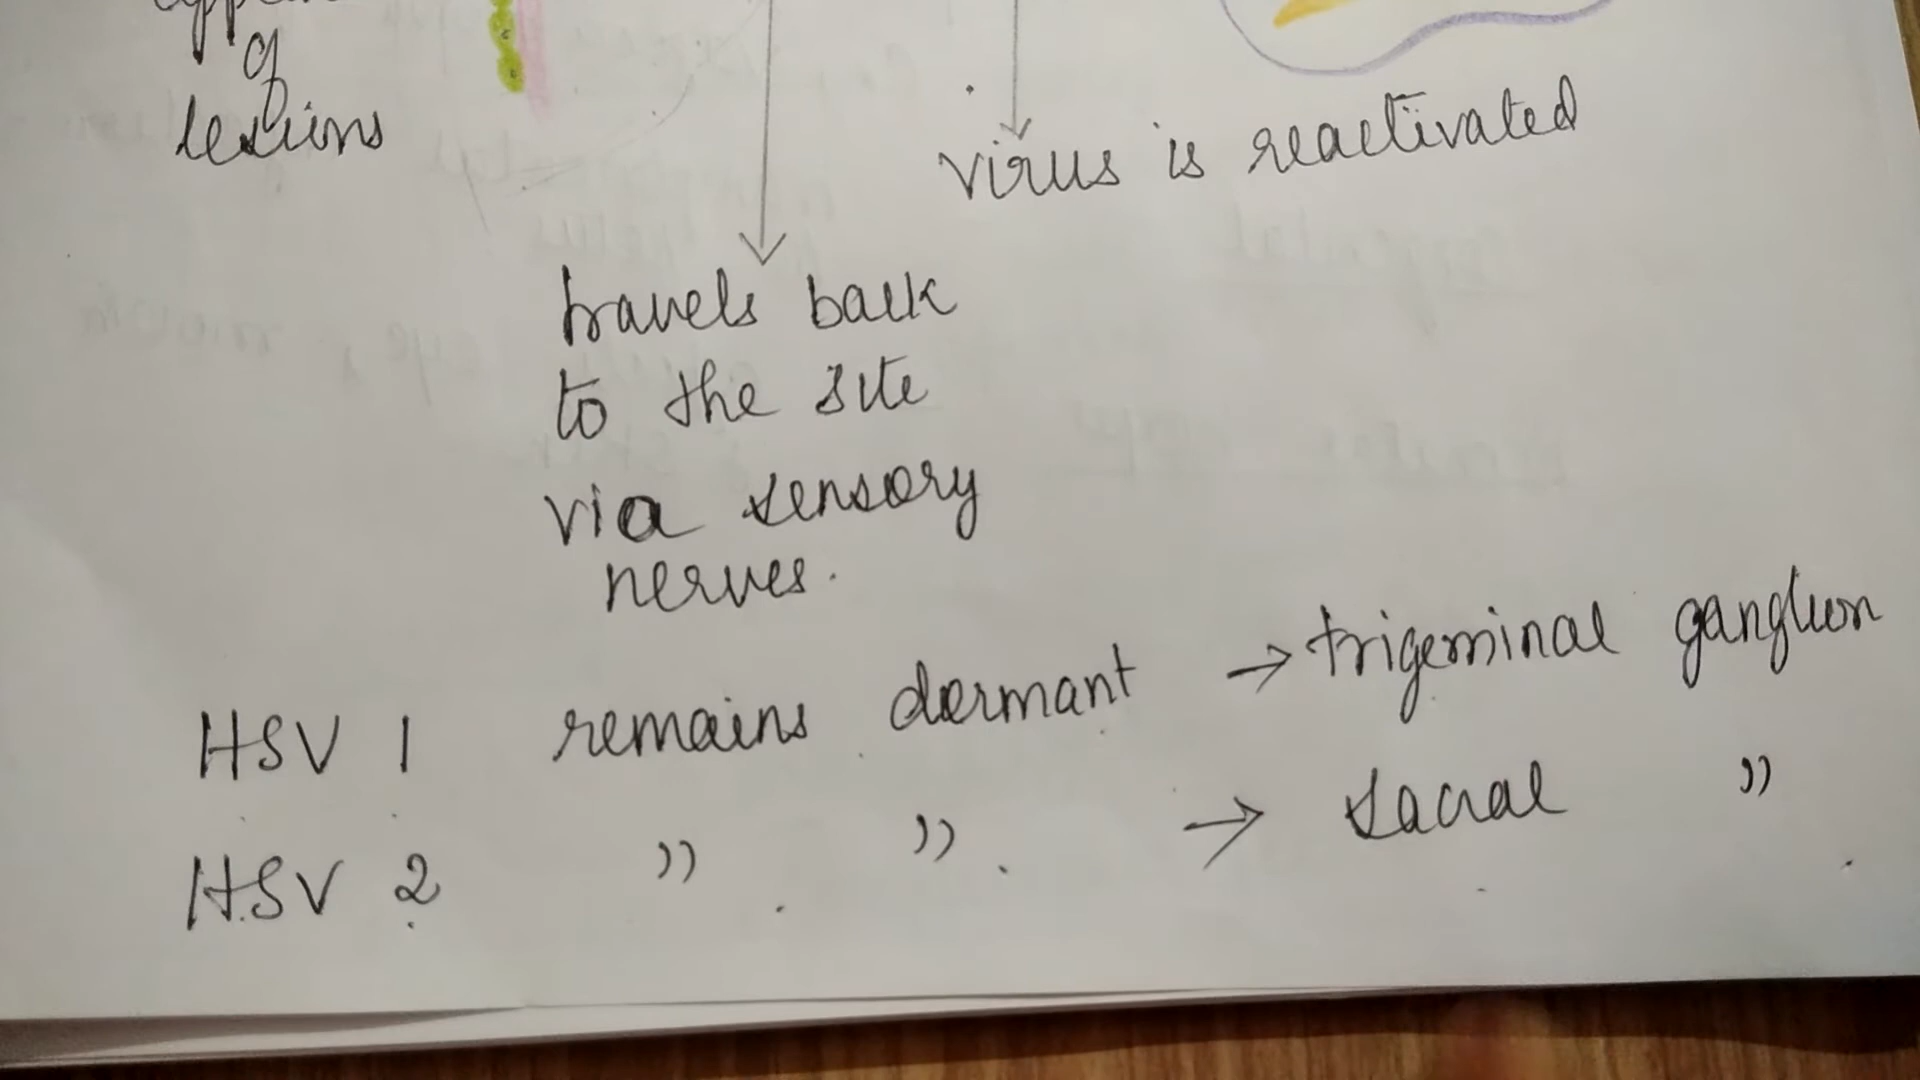 of
lesions
virus is reactivated
travels back
to the site
via sensory
nerves.
HSV 1 remains dormant → trigeminal ganglion
HSV 2 " " → sacral "